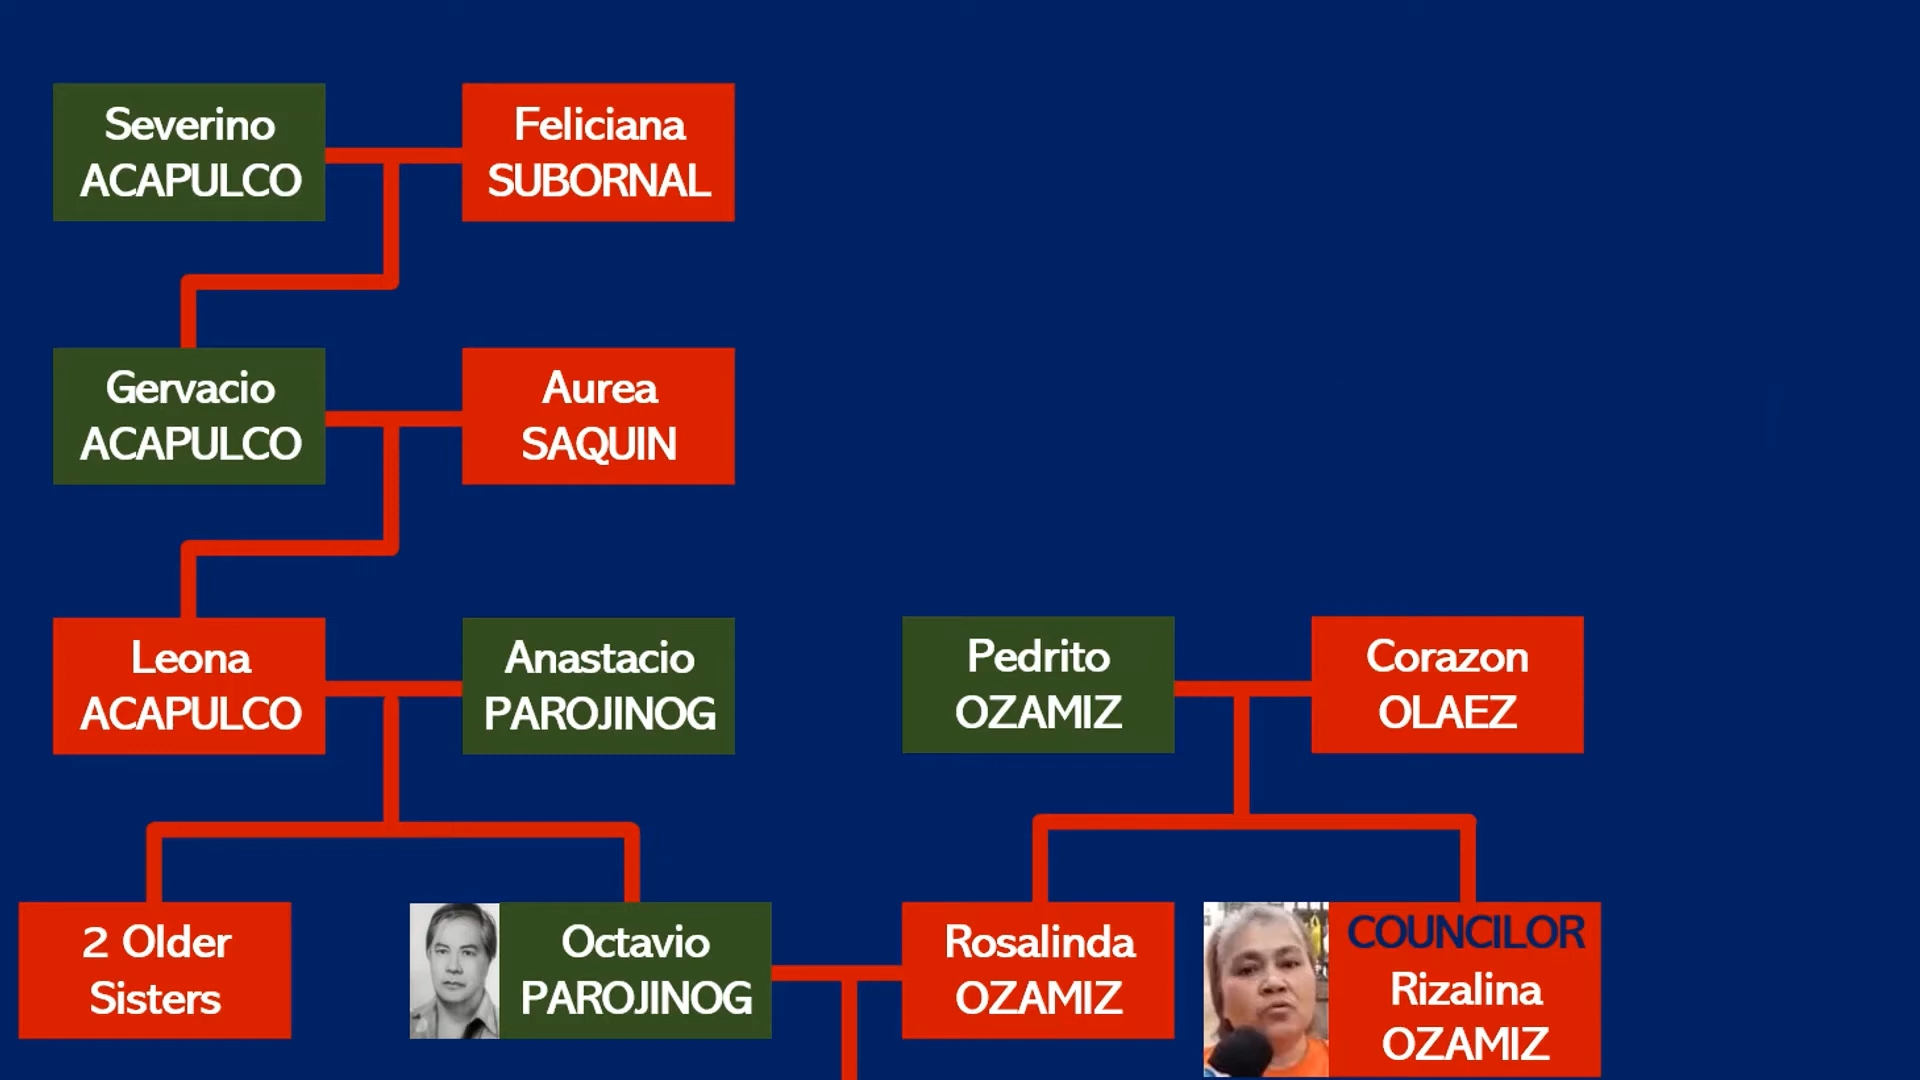 Severino
ACAPULCO
Feliciana
SUBORNAL
Gervacio
ACAPULCO
Aurea
SAQUIN
Leona
ACAPULCO
Anastacio
PAROJINOG
Pedrito
OZAMIZ
Corazon
OLAEZ
2 Older
Sisters
Octavio
PAROJINOG
Rosalinda
OZAMIZ
COUNCILOR
Rizalina
OZAMIZ